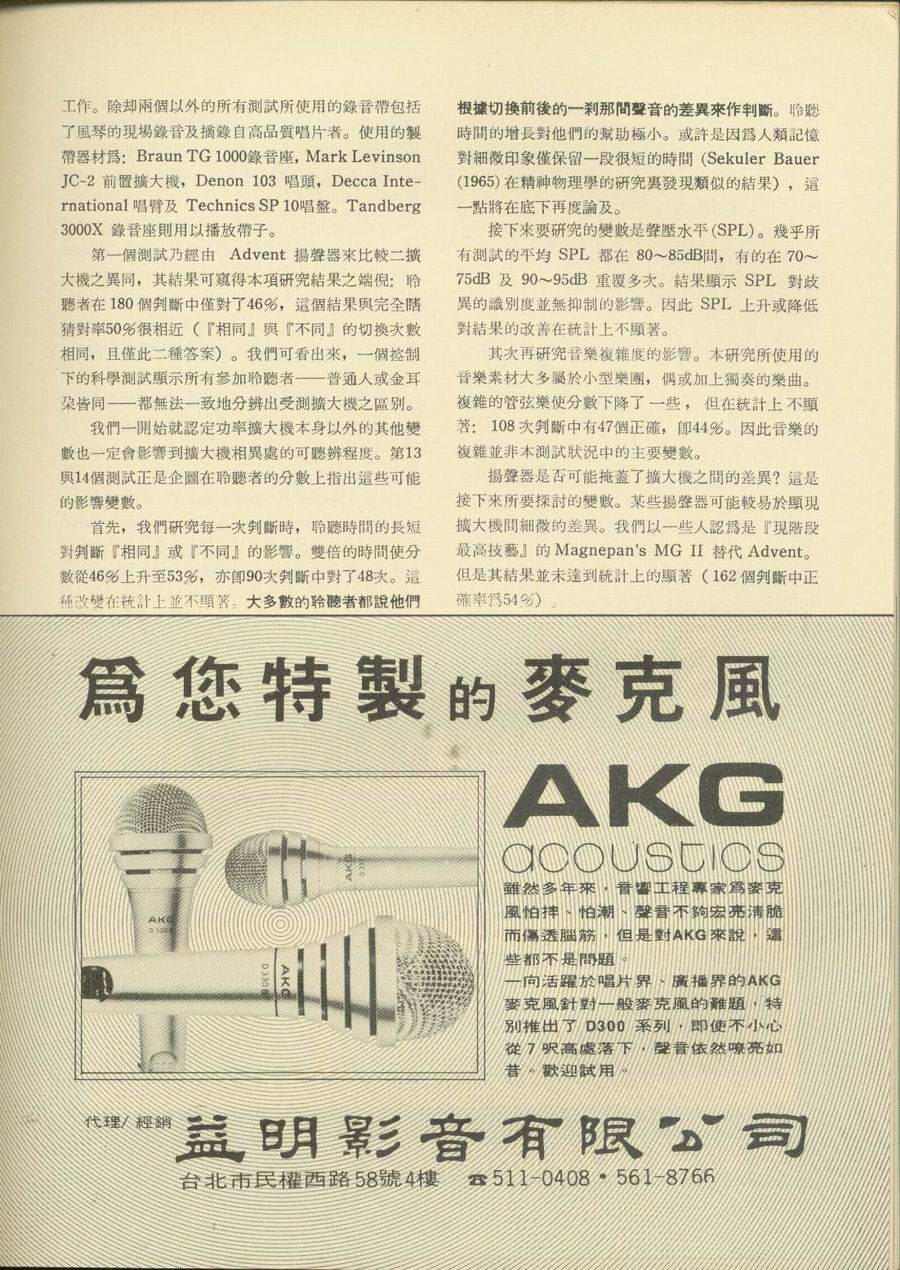 工作。除却兩個以外的所有測試所使用的錄音帶包括
了風琴的現場錄音及摘錄自高品質唱片者。使用的製
帶器材爲: Braun TG 1000錄音座, Mark Levinson
JC-2 前置擴大機, Denon 103 唱頭, Decca Inte-
rnational 唱臂及 Technics SP 10唱盤。Tandberg
3000X 錄音座則用以播放帶子。
第一個測試乃經由 Advent 揚聲器來比較二擴
大機之異同，其結果可窺得本項研究結果之端倪: 聆
聽者在 180 個判斷中僅對了46%，這個結果與完全瞎
猜對率50%很相近（『相同』與『不同』的切換次數
相同，且僅此二種答案）。我們可看出來，一個控制
下的科學測試顯示所有參加聆聽者——普通人或金耳
朵皆同——都無法一致地分辨出受測擴大機之區別。
我們一開始就認定功率擴大機本身以外的其他變
數也一定會影響到擴大機相異處的可聽辨程度。第13
與14個測試正是企圖在聆聽者的分數上指出這些可能
的影響變數。
首先，我們研究每一次判斷時，聆聽時間的長短
對判斷『相同』或『不同』的影響。雙倍的時間使分
數從46%上升至53%，亦卽90次判斷中對了48次。這
種改變在統計上並不顯著。大多數的聆聽者都說他們
根據切換前後的一刹那間聲音的差異來作判斷。聆聽
時間的增長對他們的幫助極小。或許是因爲人類記憶
對細微印象僅保留一段很短的時間 (Sekuler Bauer
(1965) 在精神物理學的研究裏發現類似的結果) ，這
一點將在底下再度論及。
接下來要研究的變數是聲壓水平 (SPL)。幾乎所
有測試的平均 SPL 都在 80～85dB間，有的在 70～
75dB 及 90～95dB 重覆多次。結果顯示 SPL 對歧
異的識別度並無抑制的影響。因此 SPL 上升或降低
對結果的改善在統計上不顯著。
其次再研究音樂複雜度的影響。本研究所使用的
音樂素材大多屬於小型樂團，偶或加上獨奏的樂曲。
複雜的管弦樂使分數下降了一些，但在統計上不顯
著: 108 次判斷中有47個正確，卽44%。因此音樂的
複雜並非本測試狀況中的主要變數。
揚聲器是否可能掩蓋了擴大機之間的差異? 這是
接下來所要探討的變數。某些揚聲器可能較易於顯現
擴大機間細微的差異。我們以一些人認爲是『現階段
最高技藝』的 Magnepan's MG II 替代 Advent。
但是其結果並未達到統計上的顯著（162 個判斷中正
確率爲54%）。
爲您特製的麥克風
AKG
acoustics
雖然多年來，音響工程專家爲麥克
風怕摔、怕潮、聲音不夠宏亮清脆
而傷透腦筋，但是對AKG來說，這
些都不是問題。
一向活躍於唱片界、廣播界的AKG
麥克風針對一般麥克風的難題，特
別推出了 D300 系列，即使不小心
從 7 呎高處落下，聲音依然嘹亮如
昔。歡迎試用。
AKG
D 320 B
AKG
D 310
AKG
D 330 BT
代理/經銷 益明影音有限公司
台北市民權西路58號4樓 ☎511-0408・561-8766